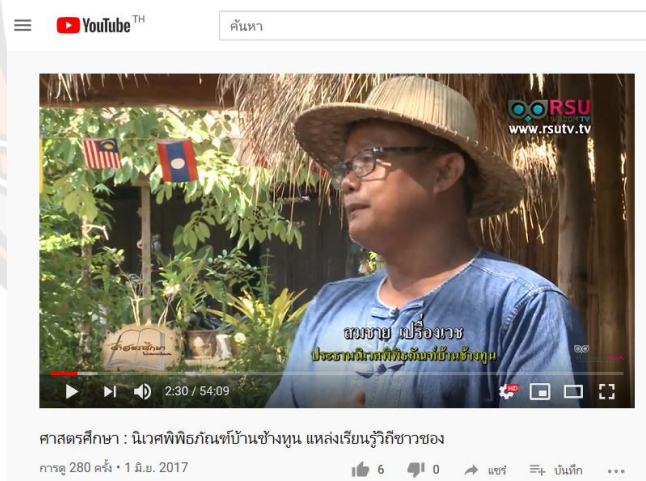 YouTube TH
ค้นหา
RSU
WISDOM TV
www.rsutv.tv
สมชาย เปรื่องเวช
ประธานนิเวศพิพิธภัณฑ์บ้านช้างทูน
2:30 / 54:09
HD
ศาสตรศึกษา : นิเวศพิพิธภัณฑ์บ้านช้างทูน แหล่งเรียนรู้วิถีชาวชอง
การดู 280 ครั้ง • 1 มิ.ย. 2017
6 0 แชร์ บันทึก